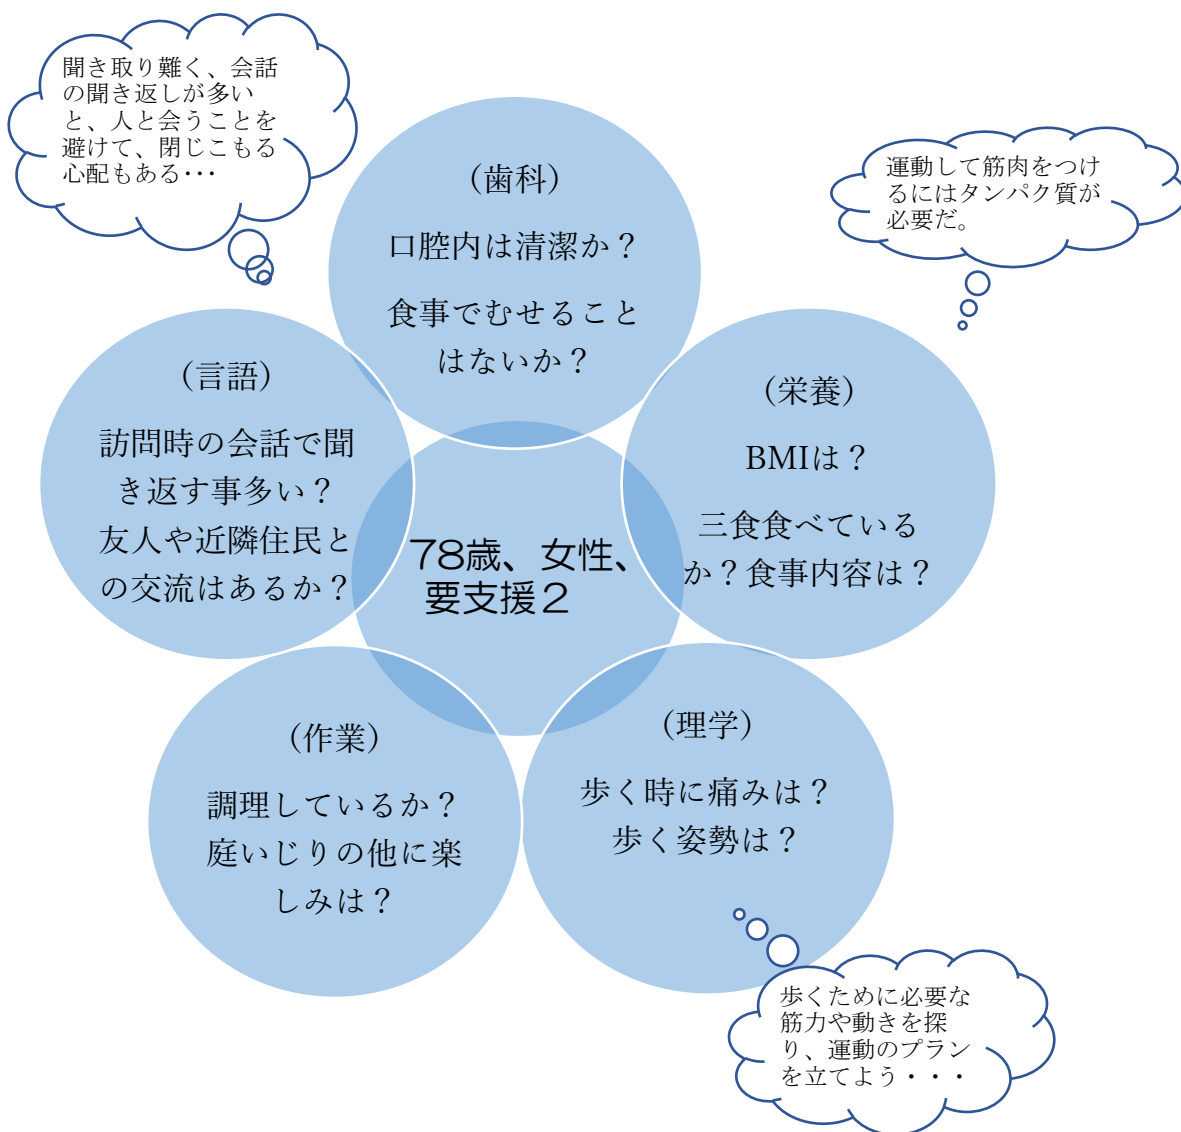 聞き取り難く、会話
の聞き返しが多い
と、人と会うことを
避けて、閉じこもる
心配もある･･･
（歯科）
口腔内は清潔か？
食事でむせること
はないか？
運動して筋肉をつけ
るにはタンパク質が
必要だ。
（言語）
訪問時の会話で聞
き返す事多い？
友人や近隣住民と
の交流はあるか？
（栄養）
BMIは？
三食食べている
か？食事内容は？
78歳、女性、
要支援２
（作業）
調理しているか？
庭いじりの他に楽
しみは？
（理学）
歩く時に痛みは？
歩く姿勢は？
歩くために必要な
筋力や動きを探
り、運動のプラン
を立てよう・・・